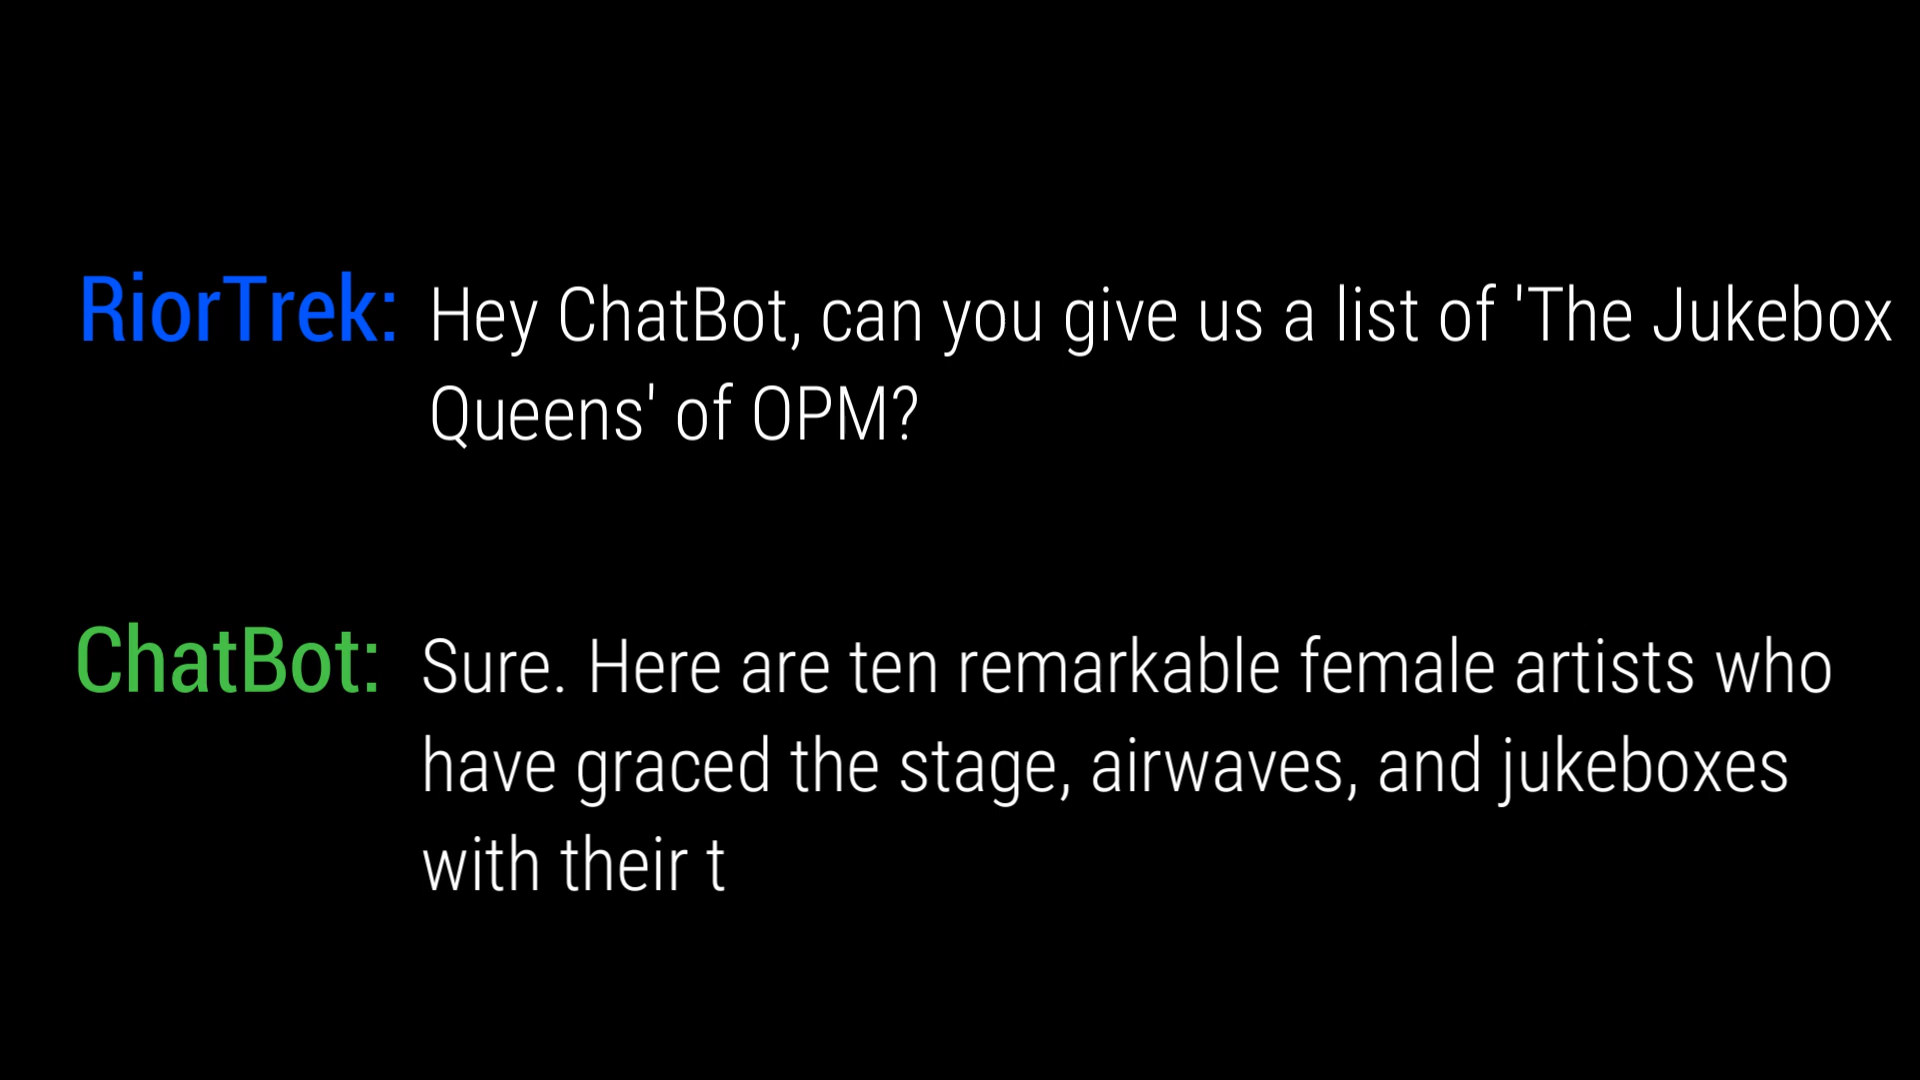 RiorTrek: Hey ChatBot, can you give us a list of 'The Jukebox
Queens' of OPM?
ChatBot: Sure. Here are ten remarkable female artists who
have graced the stage, airwaves, and jukeboxes
with their t